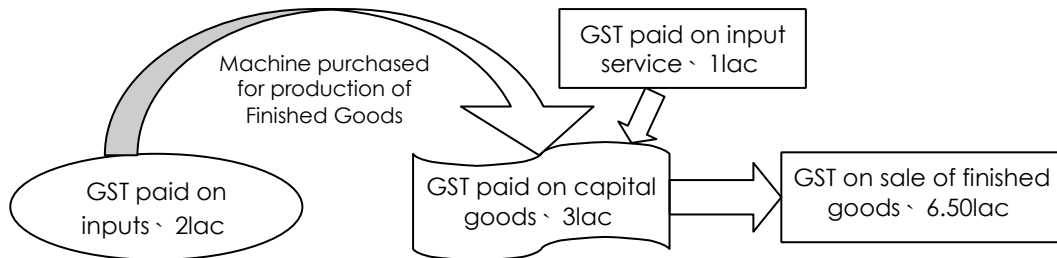 Machine purchased
for production of
Finished Goods
GST paid on input
service ` 1lac
GST paid on
inputs ` 2lac
GST paid on capital
goods ` 3lac
GST on sale of finished
goods ` 6.50lac